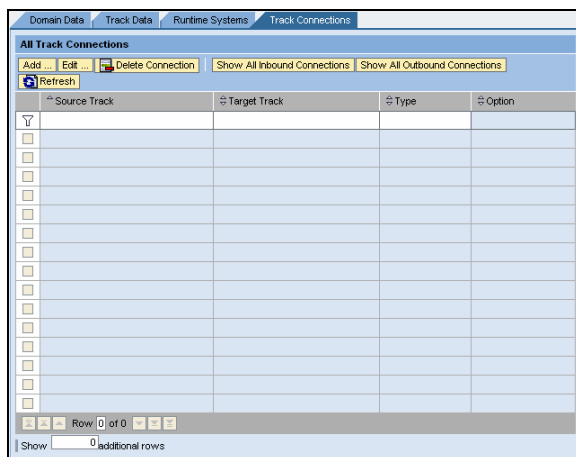 Domain Data Track Data Runtime Systems Track Connections
All Track Connections
Add ... Edit ... Delete Connection Show All Inbound Connections Show All Outbound Connections
Refresh
Source Track Target Track Type Option
Row 0 of 0
Show 0 additional rows